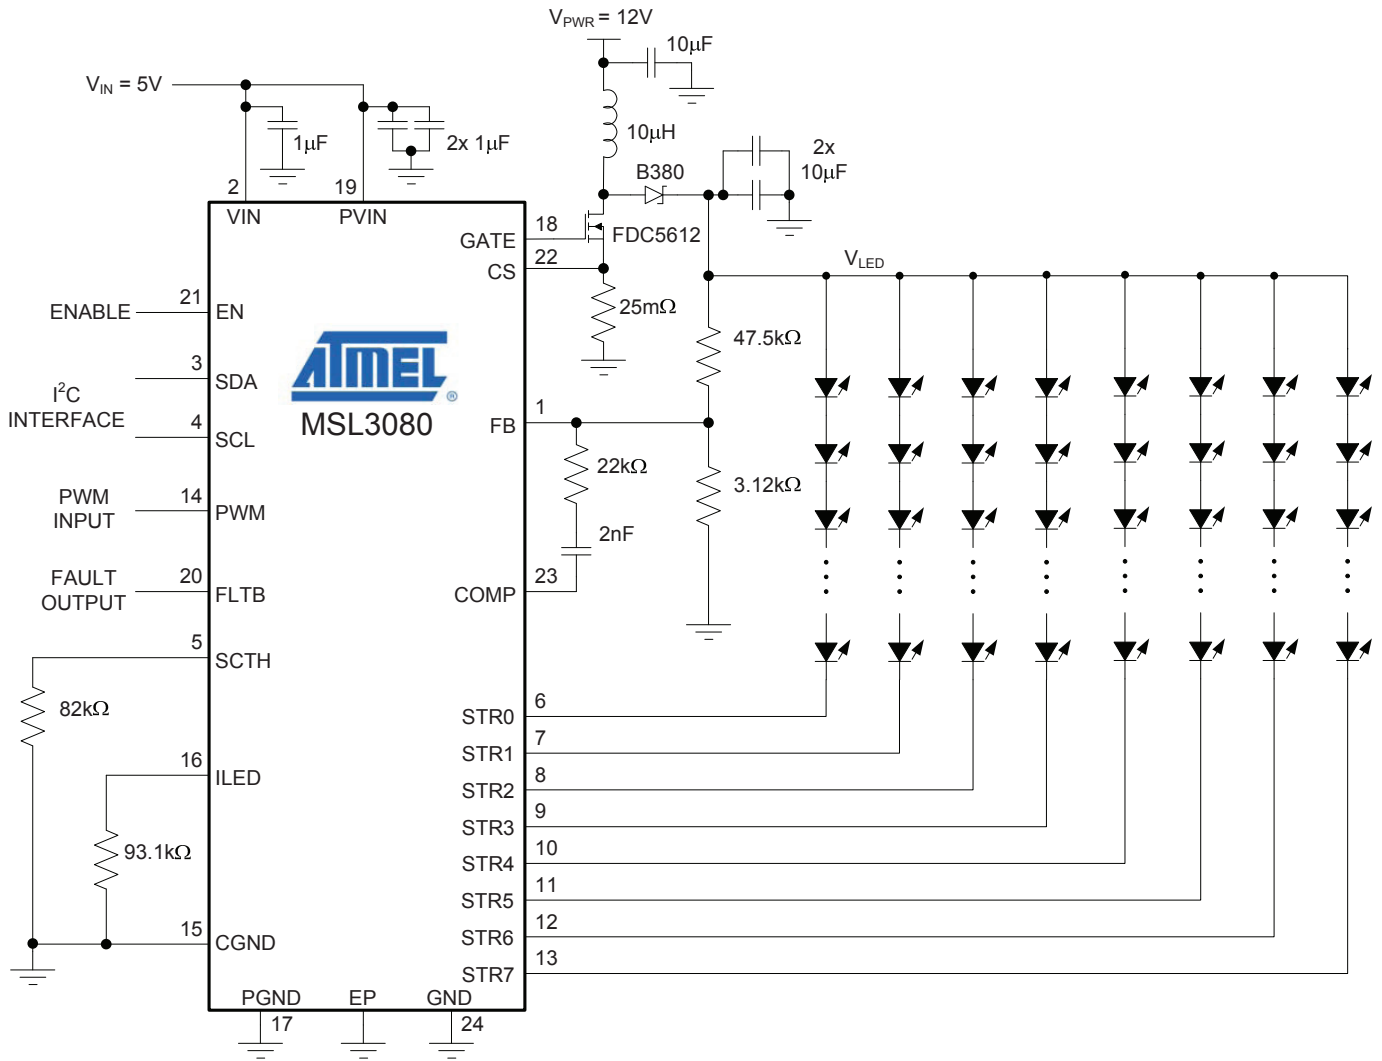 V_PWR = 12V
10µF
V_IN = 5V
1µF
2x 1µF
10µH
2x
10µF
B380
2
19
VIN
PVIN
18
GATE
FDC5612
22
CS
V_LED
25mΩ
47.5kΩ
ENABLE
21
EN
ATMEL®
MSL3080
3
SDA
I²C
INTERFACE
4
SCL
1
FB
22kΩ
3.12kΩ
2nF
PWM
INPUT
14
PWM
FAULT
OUTPUT
20
FLTB
23
COMP
5
SCTH
82kΩ
6
STR0
7
STR1
16
ILED
8
STR2
9
STR3
93.1kΩ
10
STR4
11
STR5
15
CGND
12
STR6
13
STR7
PGND
EP
GND
17
24